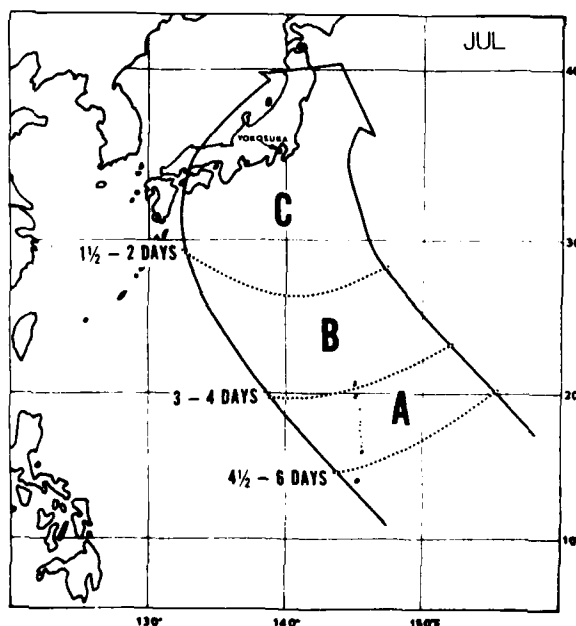 JUL
40
YOKOSUKA
C
30
1½ – 2 DAYS
B
A
3 – 4 DAYS
20
4½ – 6 DAYS
10
130°
140°
150°E